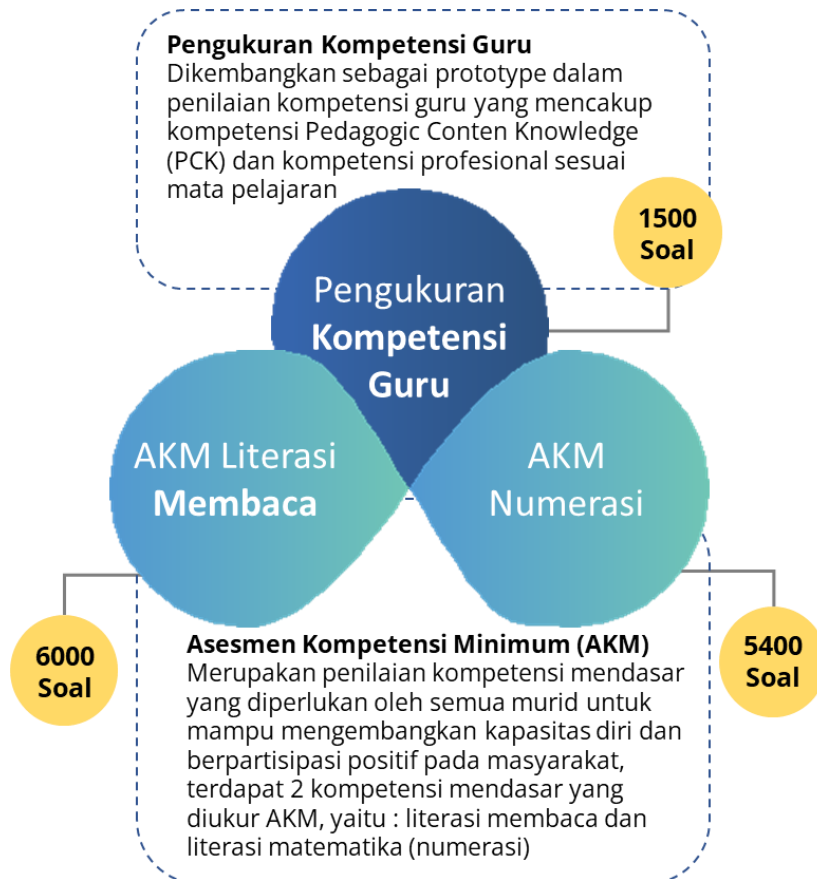 Pengukuran Kompetensi Guru
Dikembangkan sebagai prototype dalam
penilaian kompetensi guru yang mencakup
kompetensi Pedagogic Conten Knowledge
(PCK) dan kompetensi profesional sesuai
mata pelajaran
1500
Soal
Pengukuran
Kompetensi
Guru
AKM Literasi
Membaca
AKM
Numerasi
6000
Soal
5400
Soal
Asesmen Kompetensi Minimum (AKM)
Merupakan penilaian kompetensi mendasar
yang diperlukan oleh semua murid untuk
mampu mengembangkan kapasitas diri dan
berpartisipasi positif pada masyarakat,
terdapat 2 kompetensi mendasar yang
diukur AKM, yaitu : literasi membaca dan
literasi matematika (numerasi)